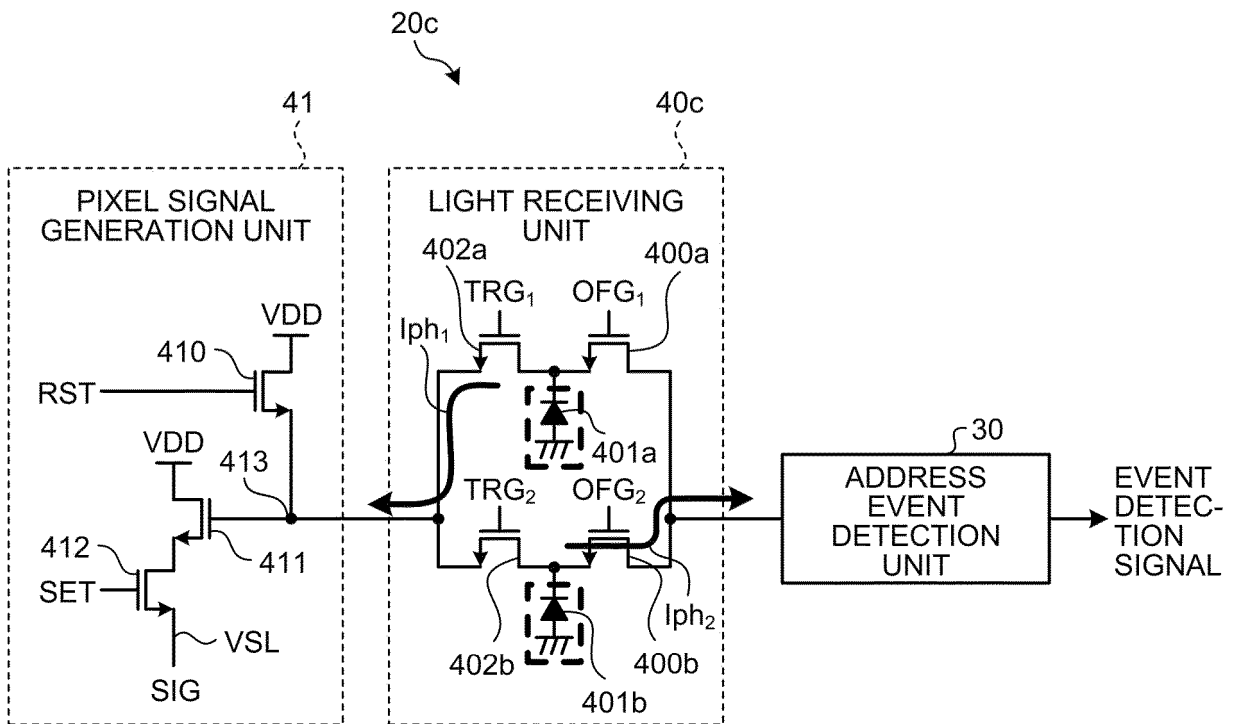 20c
41
40c
PIXEL SIGNAL
GENERATION UNIT
LIGHT RECEIVING
UNIT
402a
400a
TRG₁
OFG₁
VDD
Iph₁
410
RST
401a
VDD
413
30
TRG₂
OFG₂
ADDRESS
EVENT
DETECTION
UNIT
EVENT
DETEC-
TION
SIGNAL
412
411
SET
Iph₂
VSL
402b
400b
401b
SIG